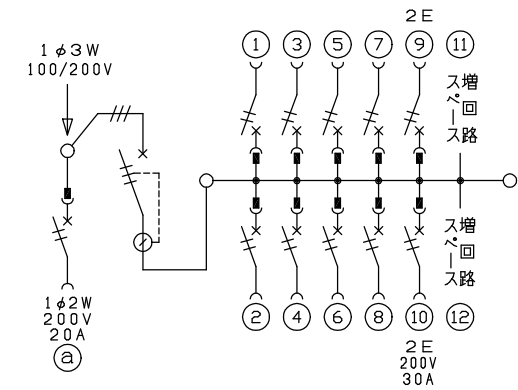 2E
① ③ ⑤ ⑦ ⑨ ⑪
1φ3W
100/200V
増回路
スペース
増回路
スペース
1φ2W
200V
20A
ⓐ
② ④ ⑥ ⑧ ⑩ ⑫
2E
200V
30A